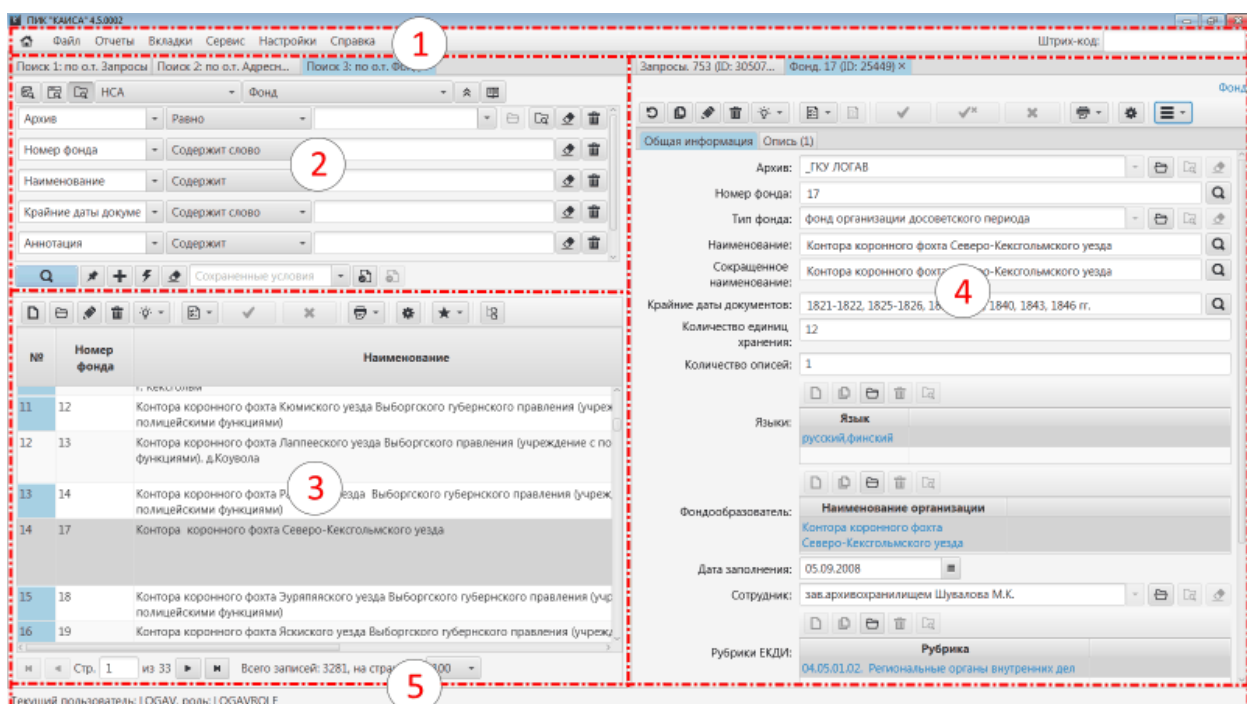 ПИК "КАИСА" 4.5.0002
Файл Отчеты Вкладки Сервис Настройки Справка
1
Штрих-код:
Поиск 1: по о.т. Запросы Поиск 2: по о.т. Адресн... Поиск 3: по о.т.
НСА Фонд
Архив Равно
Номер фонда Содержит слово
2
Наименование Содержит
Крайние даты докуме Содержит слово
Аннотация Содержит
Сохраненные условия
№ Номер фонда Наименование
г. Кексгольм
11 12 Контора коронного фохта Кюмиского уезда Выборгского губернского правления (учреж
полицейскими функциями)
12 13 Контора коронного фохта Лаппееского уезда Выборгского правления (учреждение с по
функциями). д.Коувола
3
13 14 Контора коронного фохта уезда Выборгского губернского правления (учреж
полицейскими функциями)
14 17 Контора коронного фохта Северо-Кексгольмского уезда
15 18 Контора коронного фохта Эуряпяяского уезда Выборгского губернского правления (учр
полицейскими функциями)
16 19 Контора коронного фохта Яскиского уезда Выборгского губернского правления (учреж
Стр. 1 из 33 Всего записей: 3281, на 100
5
Текущий пользователь: LOGAV, роль: LOGAVROLE
Запросы. 753 (ID: 30507... Фонд. 17 (ID: 25449) ×
Фонд
Общая информация Опись (1)
Архив: _ГКУ ЛОГАВ
Номер фонда: 17
Тип фонда: фонд организации досоветского периода
Наименование: Контора коронного фохта Северо-Кексгольмского уезда
Сокращенное наименование: Контора коронного -Кексгольмского уезда
4
Крайние даты документов: 1821-1822, 1825-1826, 1840, 1843, 1846 гг.
Количество единиц хранения: 12
Количество описей: 1
Языки:
Язык
русский,финский
Фондообразователь:
Наименование организации
Контора коронного фохта
Северо-Кексгольмского уезда
Дата заполнения: 05.09.2008
Сотрудник: зав.архивохранилищем Шувалова М.К.
Рубрики ЕКДИ:
Рубрика
04.05.01.02. Региональные органы внутренних дел